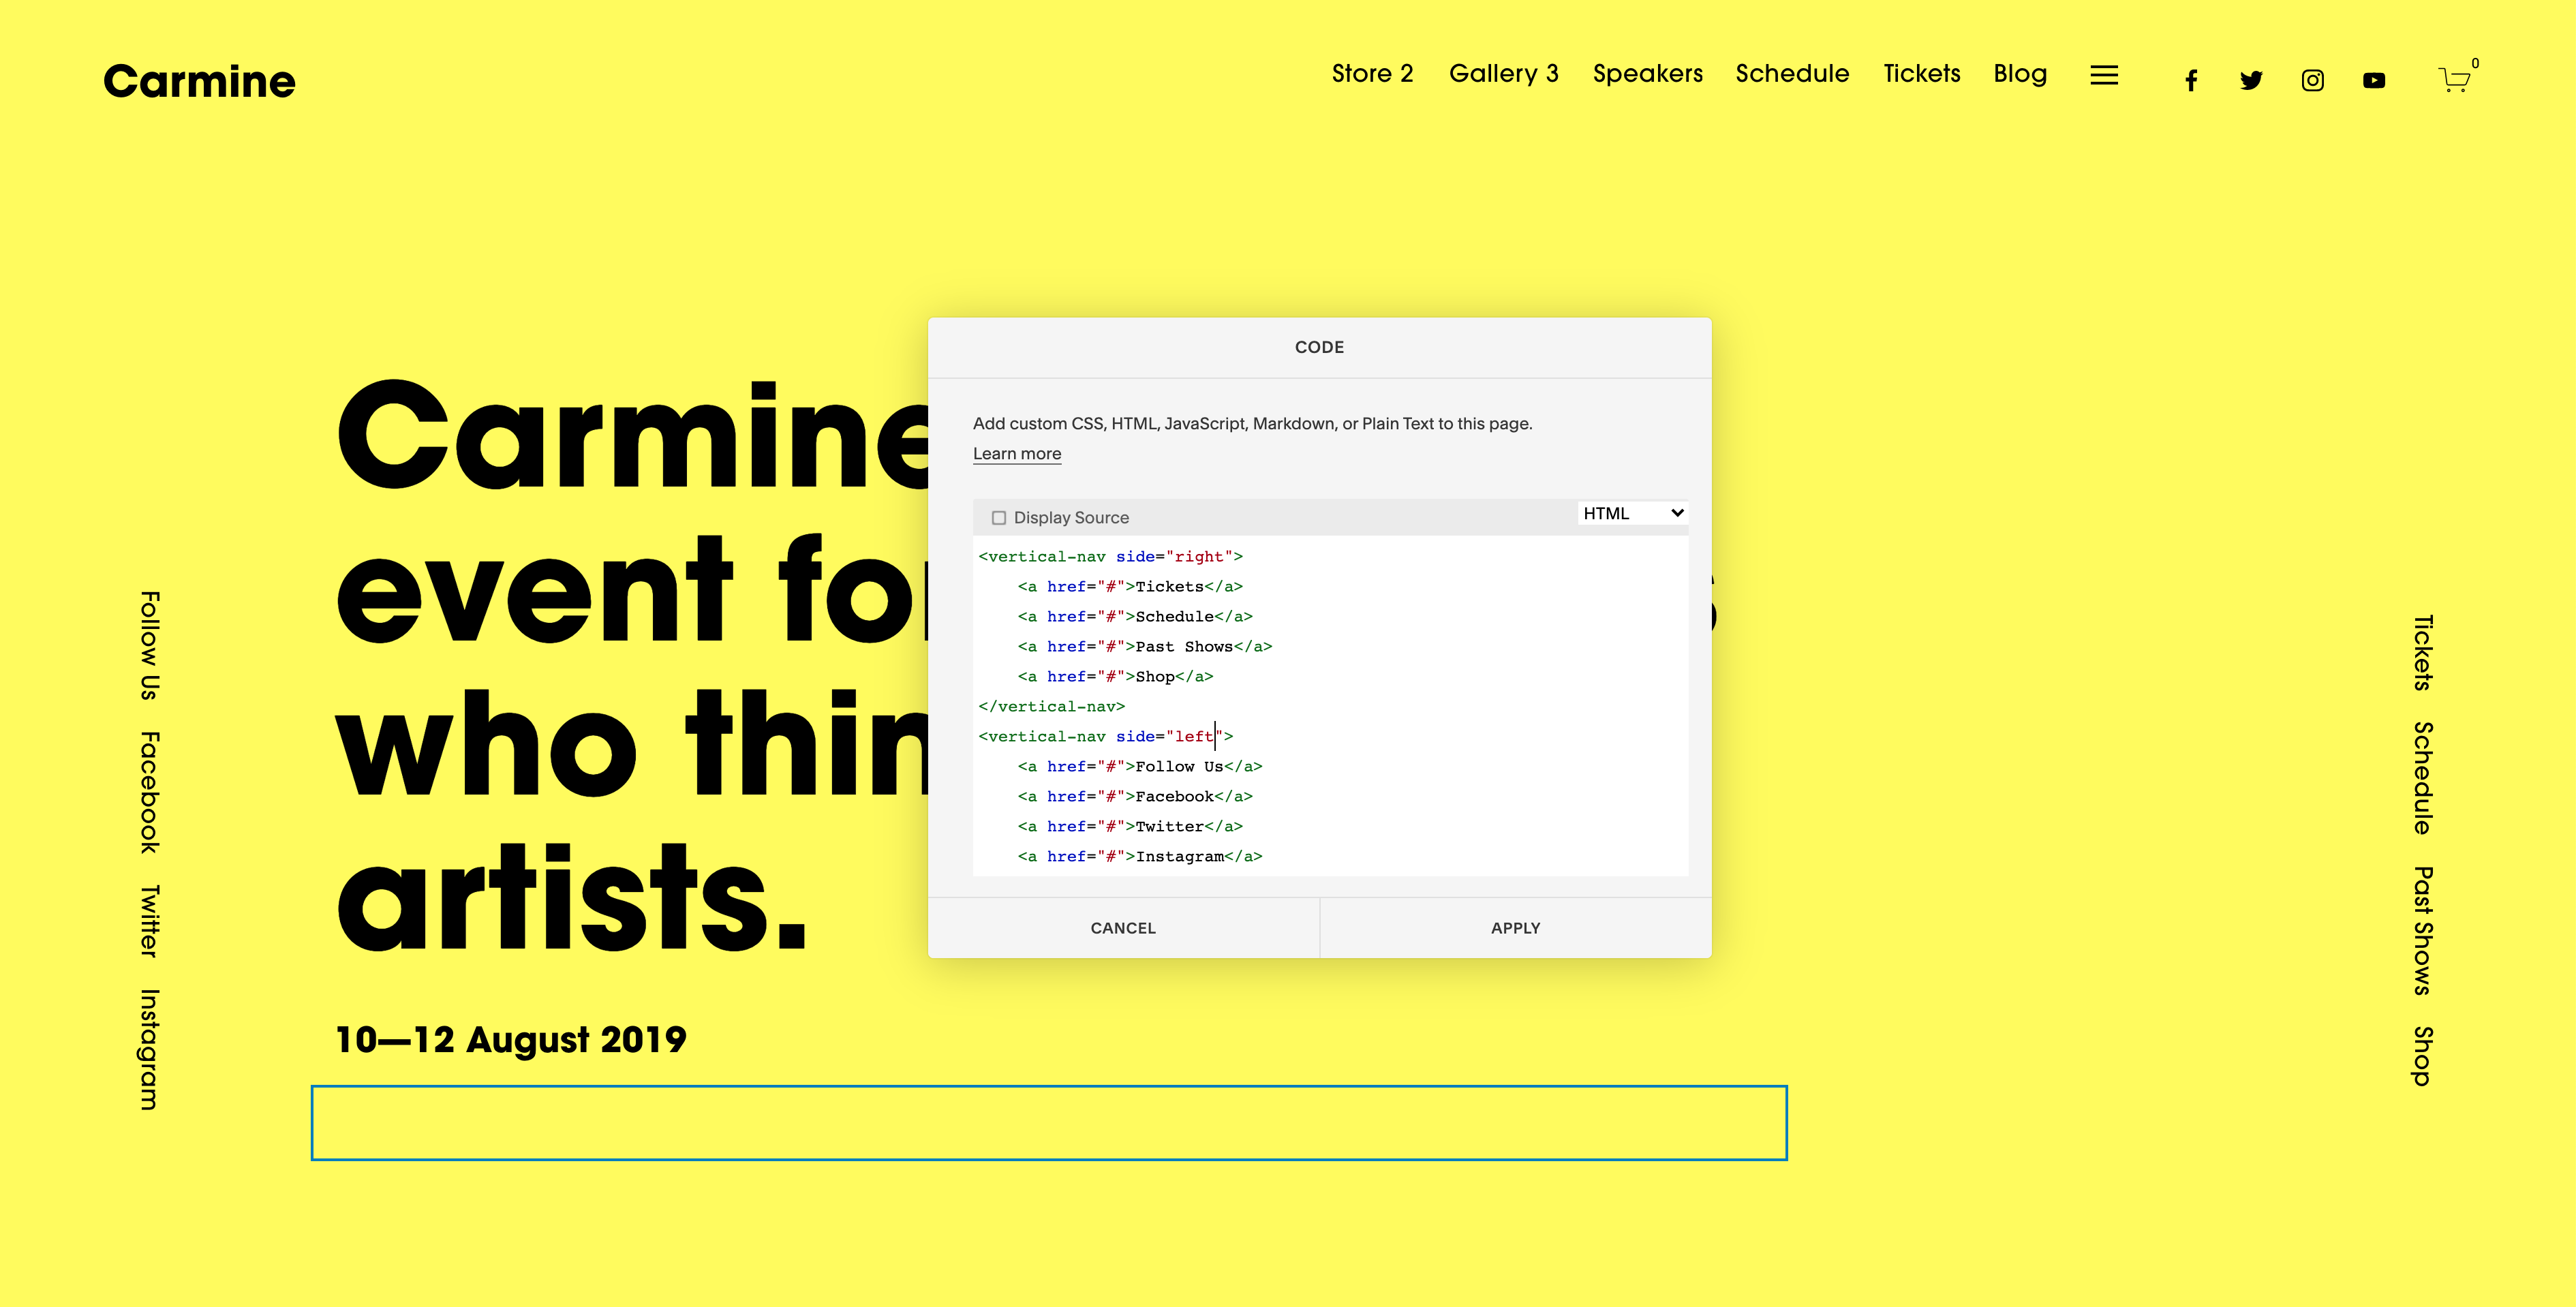 Carmine
Store 2 Gallery 3 Speakers Schedule Tickets Blog
0
Carmine
event for
who thin
artists.
10—12 August 2019
Follow Us Facebook Twitter Instagram
CODE
Add custom CSS, HTML, JavaScript, Markdown, or Plain Text to this page.
Learn more
Display Source
HTML
<vertical-nav side="right">
<a href="#">Tickets</a>
<a href="#">Schedule</a>
<a href="#">Past Shows</a>
<a href="#">Shop</a>
</vertical-nav>
<vertical-nav side="left">
<a href="#">Follow Us</a>
<a href="#">Facebook</a>
<a href="#">Twitter</a>
<a href="#">Instagram</a>
CANCEL
APPLY
Tickets Schedule Past Shows Shop